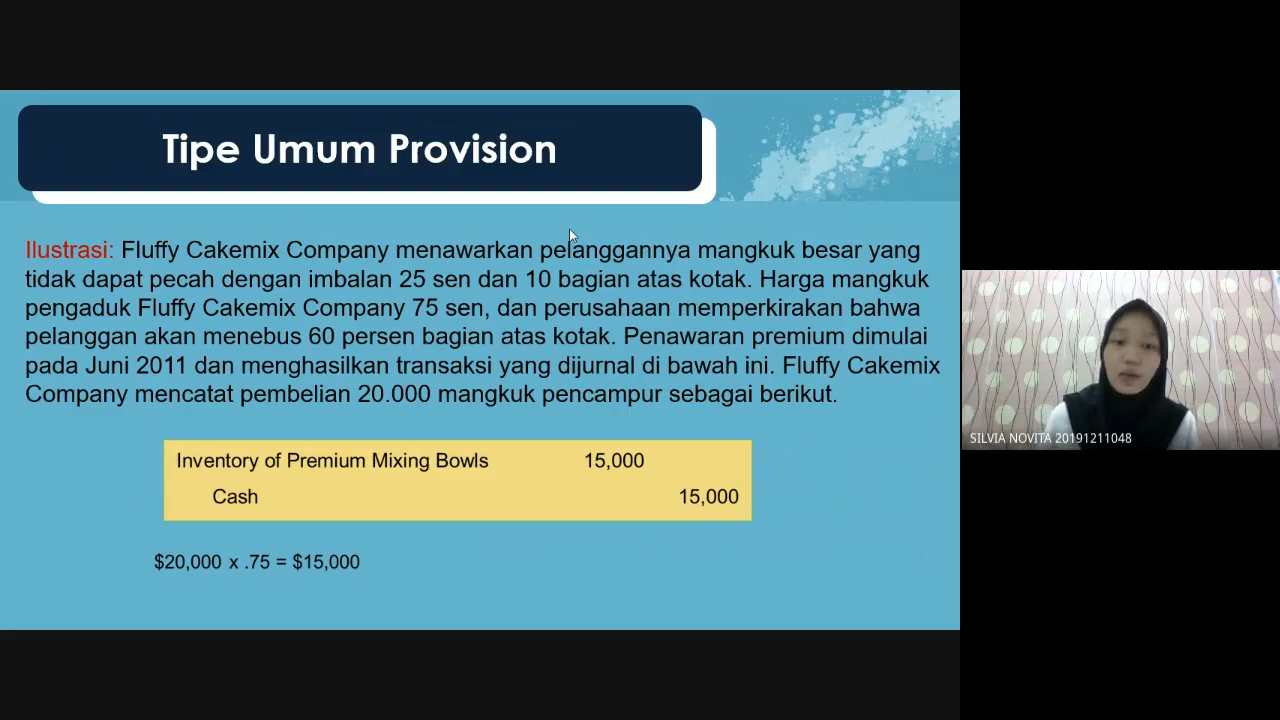 Tipe Umum Provision
Ilustrasi: Fluffy Cakemix Company menawarkan pelanggannya mangkuk besar yang
tidak dapat pecah dengan imbalan 25 sen dan 10 bagian atas kotak. Harga mangkuk
pengaduk Fluffy Cakemix Company 75 sen, dan perusahaan memperkirakan bahwa
pelanggan akan menebus 60 persen bagian atas kotak. Penawaran premium dimulai
pada Juni 2011 dan menghasilkan transaksi yang dijurnal di bawah ini. Fluffy Cakemix
Company mencatat pembelian 20.000 mangkuk pencampur sebagai berikut.
Inventory of Premium Mixing Bowls 15,000
Cash 15,000
$20,000 x .75 = $15,000
SILVIA NOVITA 20191211048